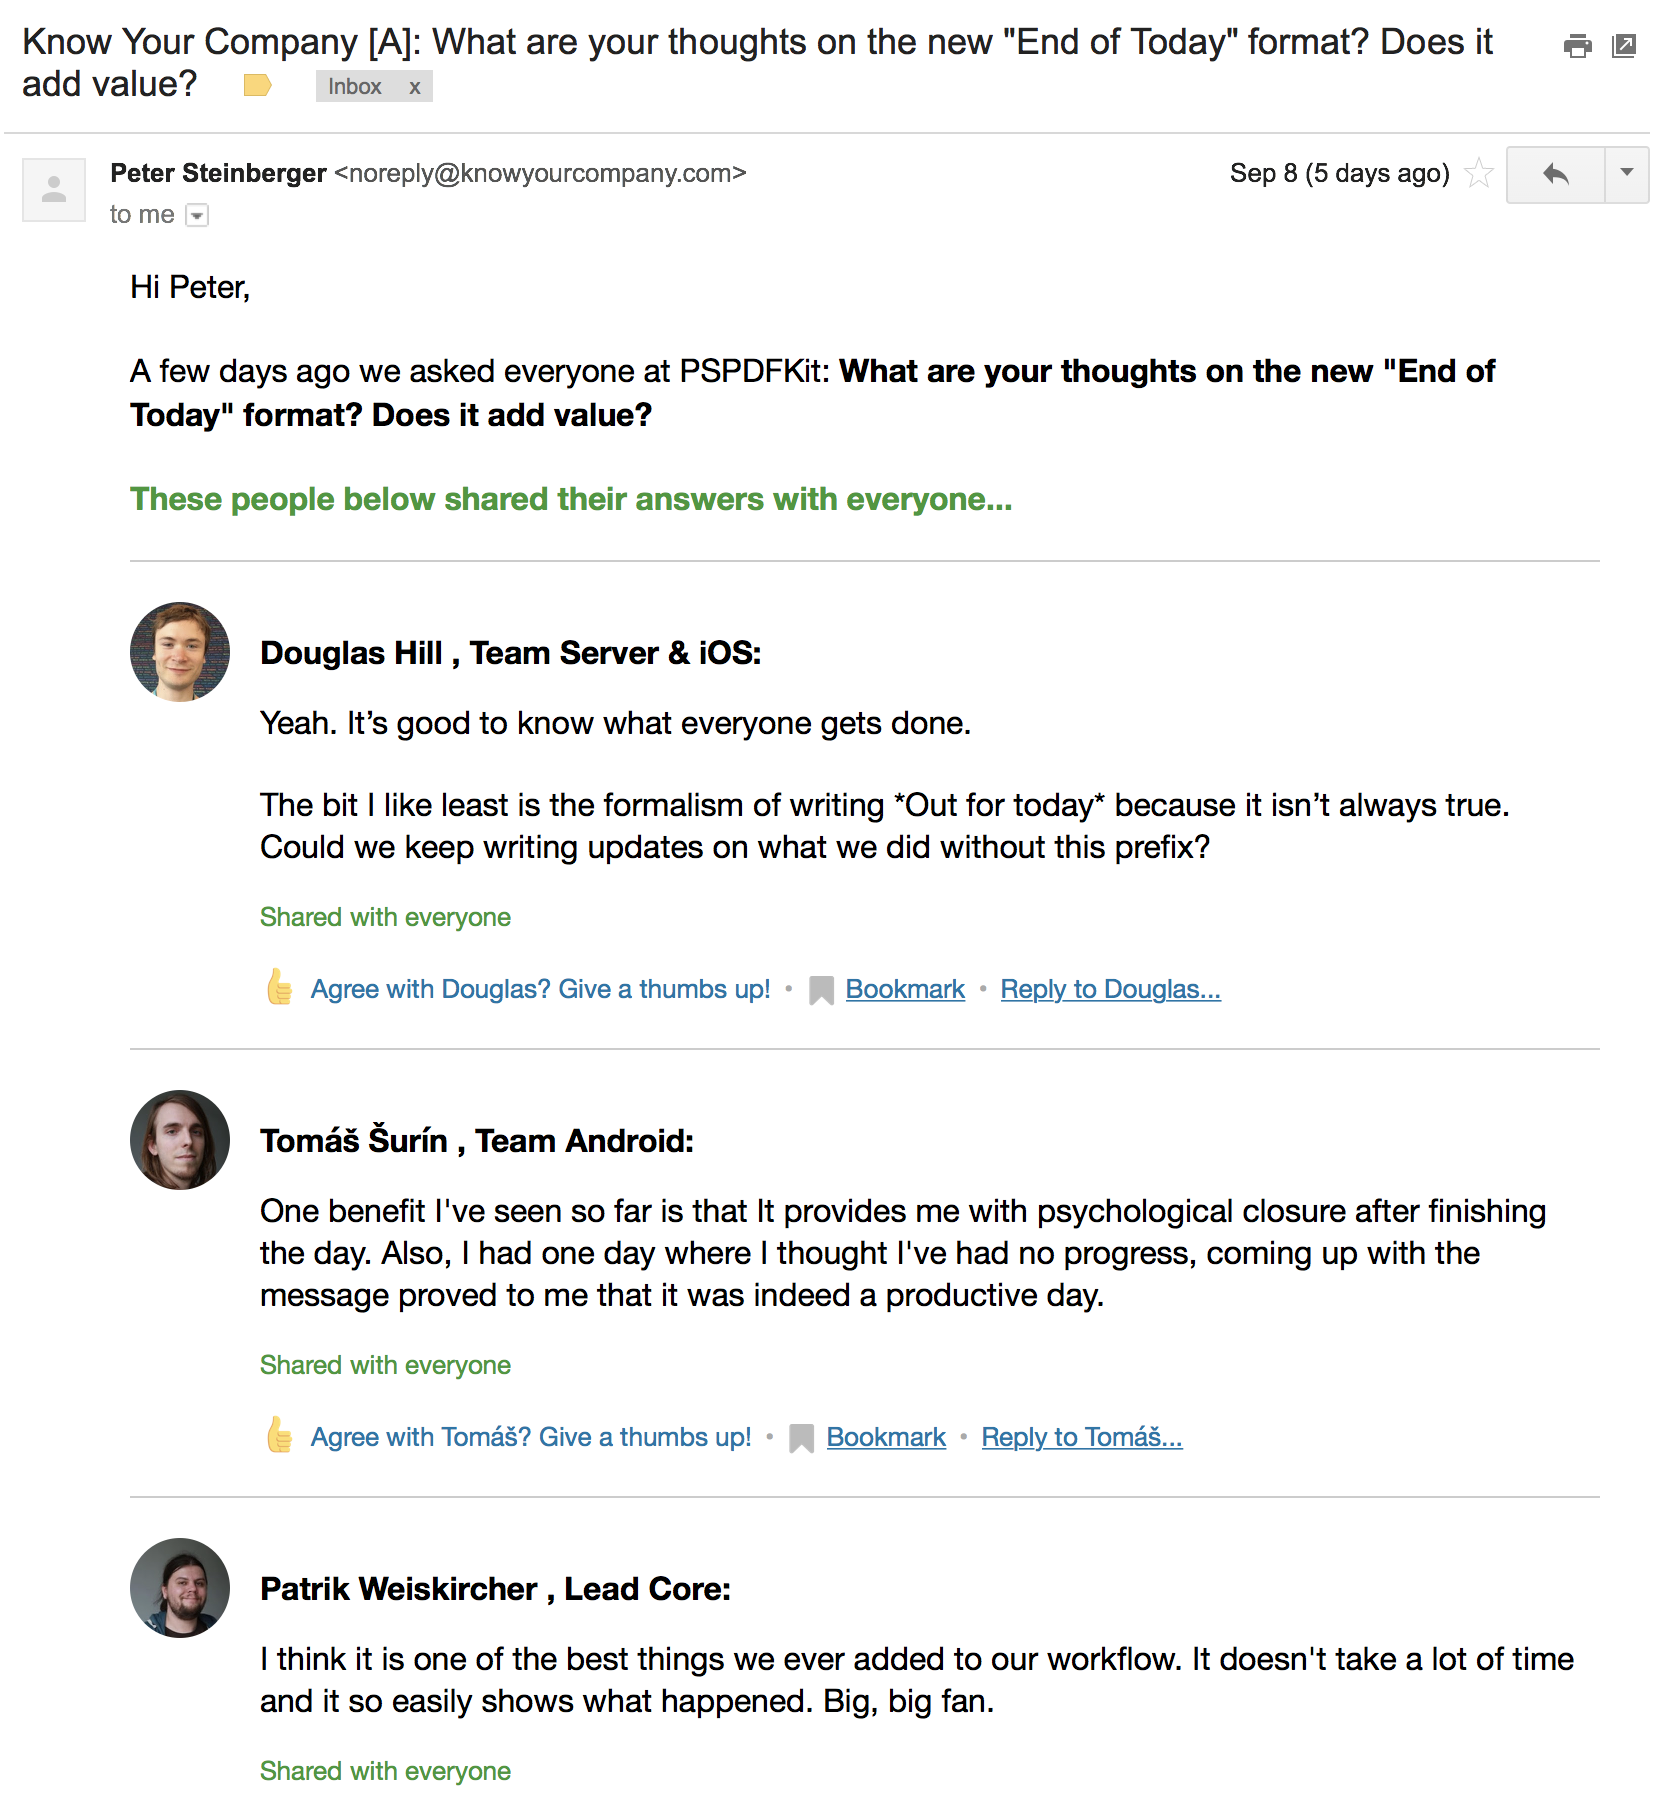 Know Your Company [A]: What are your thoughts on the new "End of Today" format? Does it
add value?
Inbox x
Peter Steinberger <noreply@knowyourcompany.com>
Sep 8 (5 days ago)
to me
Hi Peter,
A few days ago we asked everyone at PSPDFKit: What are your thoughts on the new "End of
Today" format? Does it add value?
These people below shared their answers with everyone...
Douglas Hill , Team Server & iOS:
Yeah. It’s good to know what everyone gets done.
The bit I like least is the formalism of writing *Out for today* because it isn’t always true.
Could we keep writing updates on what we did without this prefix?
Shared with everyone
Agree with Douglas? Give a thumbs up! • Bookmark • Reply to Douglas...
Tomáš Šurín , Team Android:
One benefit I've seen so far is that It provides me with psychological closure after finishing
the day. Also, I had one day where I thought I've had no progress, coming up with the
message proved to me that it was indeed a productive day.
Shared with everyone
Agree with Tomáš? Give a thumbs up! • Bookmark • Reply to Tomáš...
Patrik Weiskircher , Lead Core:
I think it is one of the best things we ever added to our workflow. It doesn't take a lot of time
and it so easily shows what happened. Big, big fan.
Shared with everyone